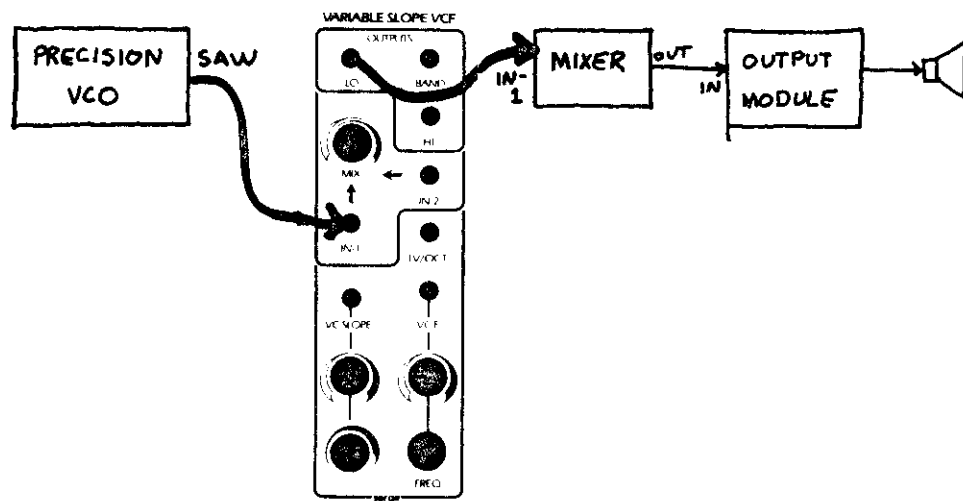 VARIABLE SLOPE VCF
OUTPUTS
LO
BAND
HI
MIX
IN 2
IN-1
1V/OCT
VC SLOPE
VC F
FREQ
PRECISION
VCO
SAW
IN-
1
MIXER
OUT
IN
OUTPUT
MODULE